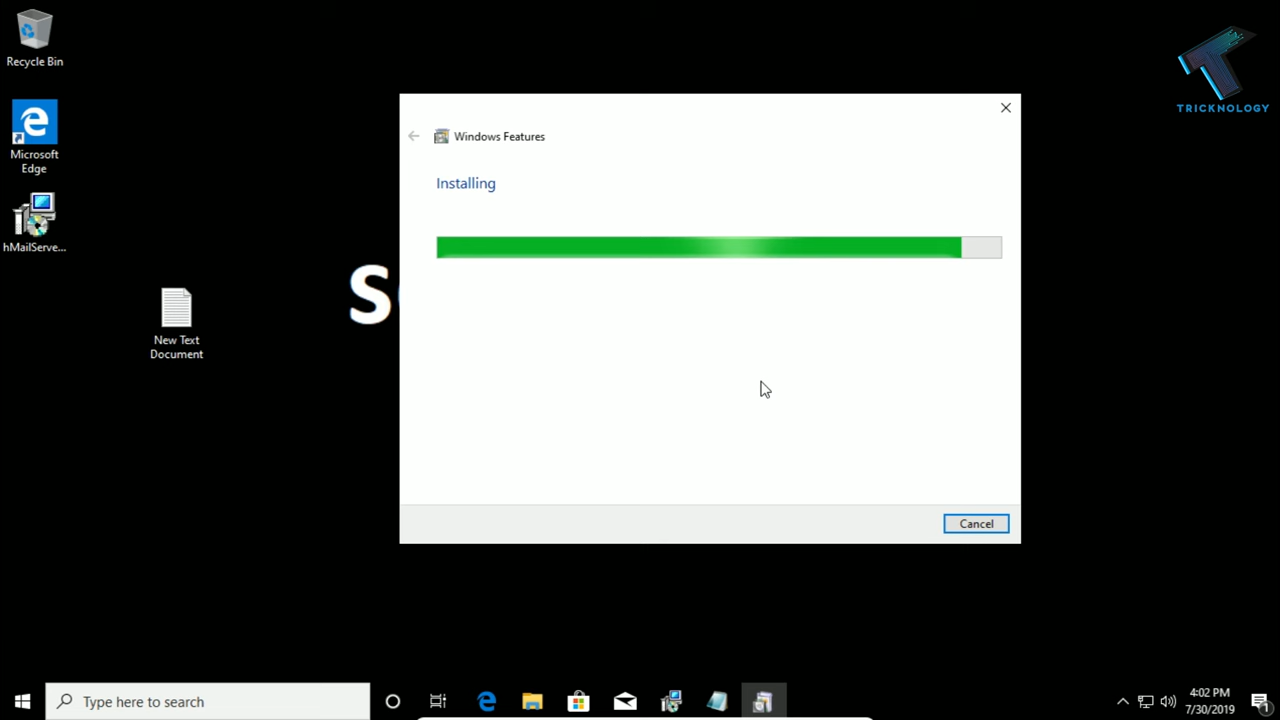 Recycle Bin
Microsoft
Edge
hMailServe...
New Text
Document
S
TRICKNOLOGY
Windows Features
Installing
Cancel
Type here to search
4:02 PM
7/30/2019
1